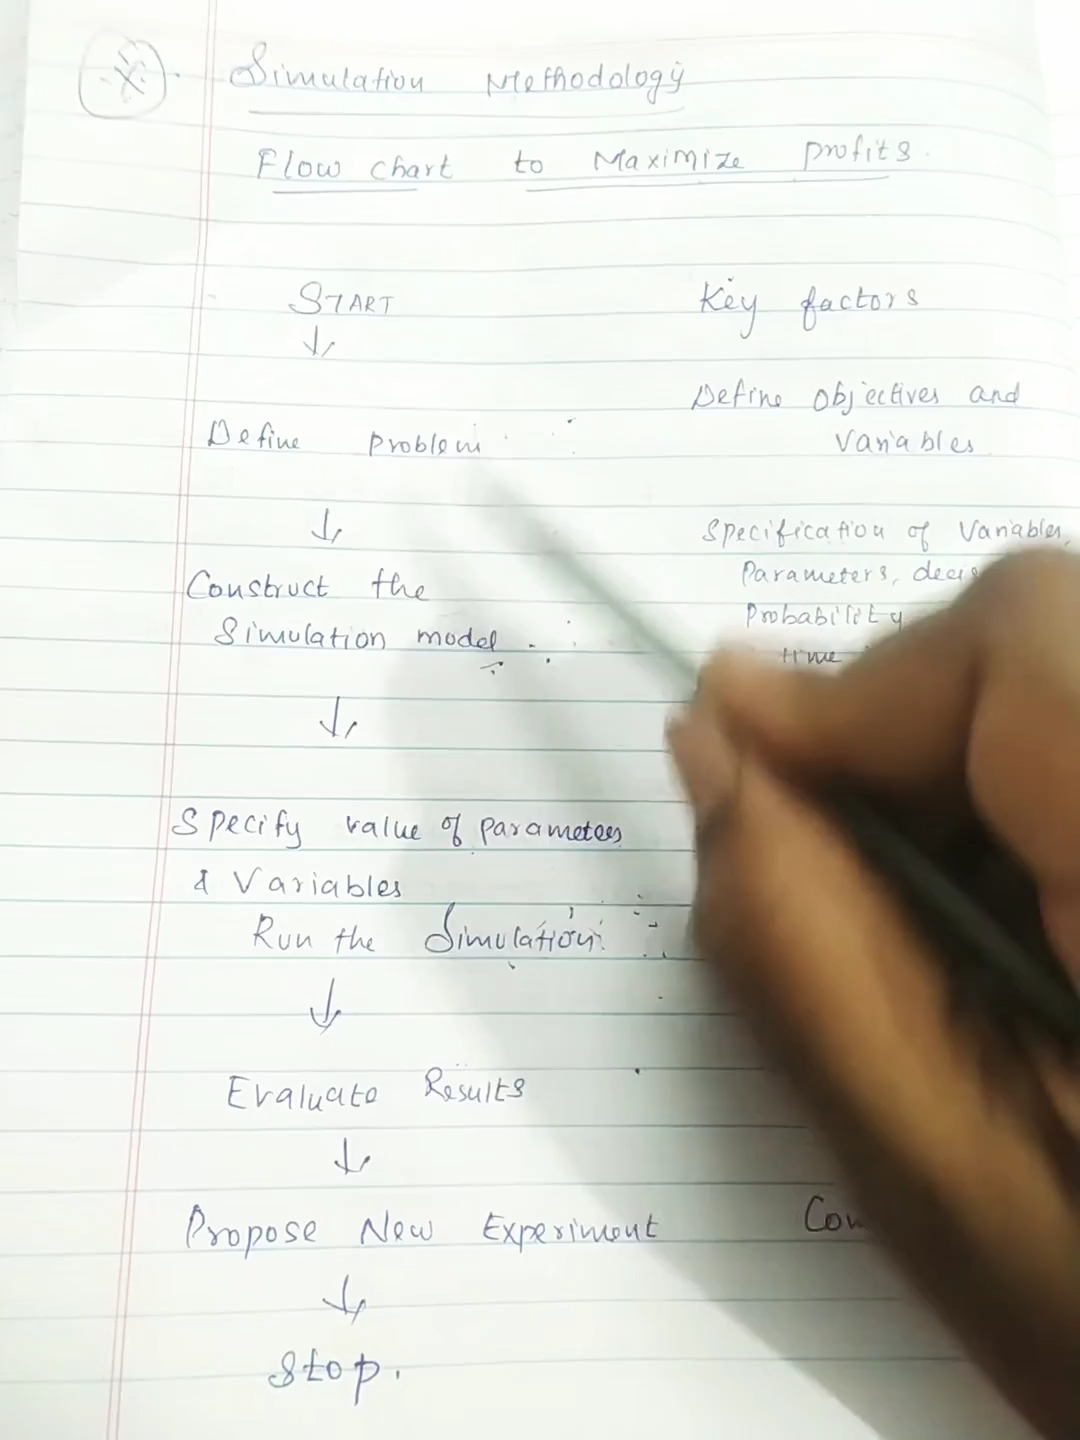 Simulation Methodology
Flow chart to Maximize profits.
START
Key factors
Define Problem
Define objectives and
Variables
Construct the
Simulation model
Specification of Variables,
Parameters,
Probability
time
Specify value of parameters
& Variables
Run the Simulation
Evaluate Results
Propose New Experiment
Stop.